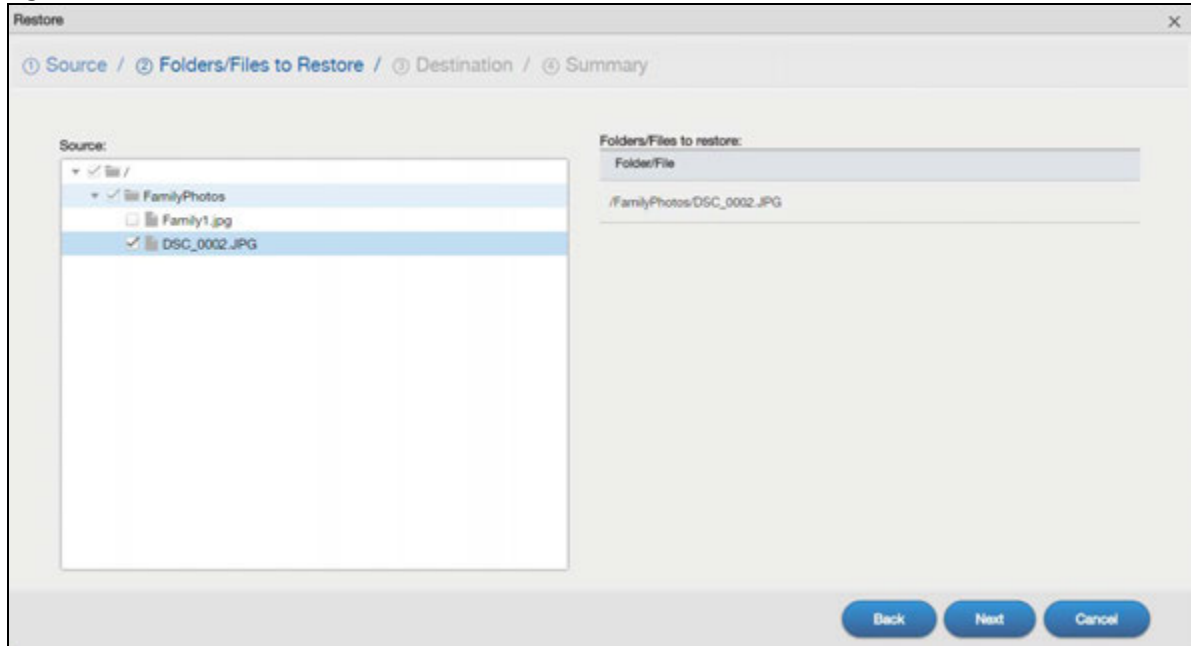 Restore
① Source / ② Folders/Files to Restore / ③ Destination / ④ Summary
Source:
/
FamilyPhotos
Family1.jpg
DSC_0002.JPG
Folders/Files to restore:
Folder/File
/FamilyPhotos/DSC_0002.JPG
Back Next Cancel